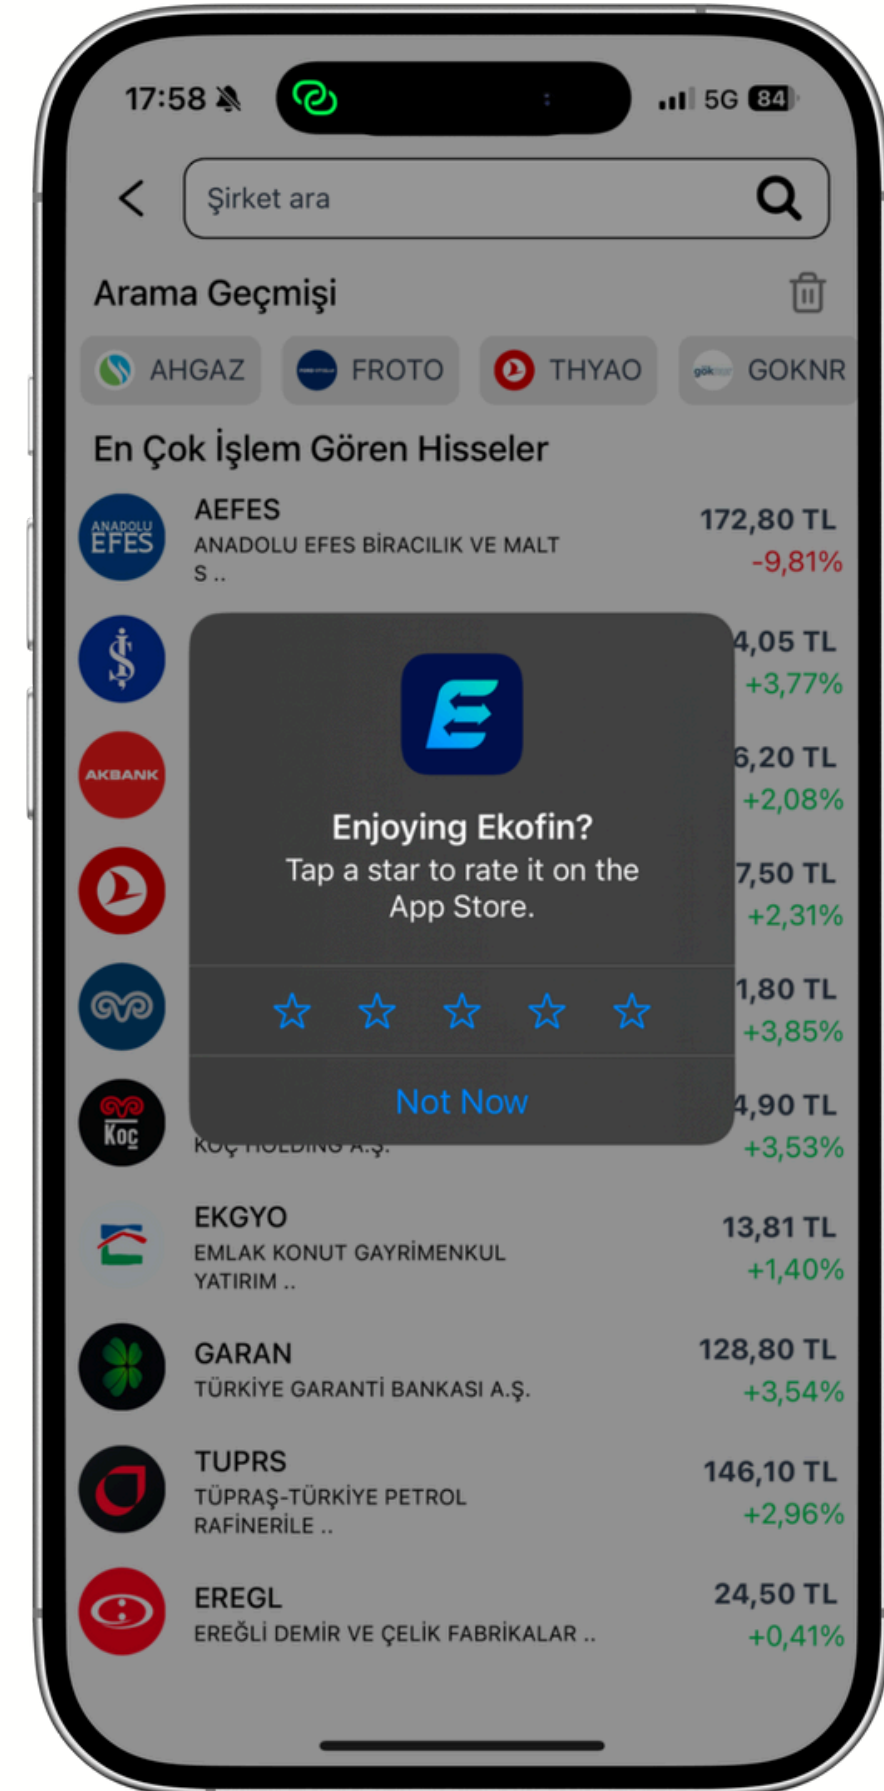 17:58
5G 84
Şirket ara
Arama Geçmişi
AHGAZ
FROTO
THYAO
GOKNR
En Çok İşlem Gören Hisseler
ANADOLU
EFES
AEFES
ANADOLU EFES BİRACILIK VE MALT
S ..
172,80 TL
-9,81%
4,05 TL
+3,77%
AKBANK
6,20 TL
+2,08%
7,50 TL
+2,31%
1,80 TL
+3,85%
Enjoying Ekofin?
Tap a star to rate it on the
App Store.
Not Now
Koç
KOÇ HOLDİNG A.Ş.
4,90 TL
+3,53%
EKGYO
EMLAK KONUT GAYRİMENKUL
YATIRIM ..
13,81 TL
+1,40%
GARAN
TÜRKİYE GARANTİ BANKASI A.Ş.
128,80 TL
+3,54%
TUPRS
TÜPRAŞ-TÜRKİYE PETROL
RAFİNERİLE ..
146,10 TL
+2,96%
EREGL
EREĞLİ DEMİR VE ÇELİK FABRİKALAR ..
24,50 TL
+0,41%